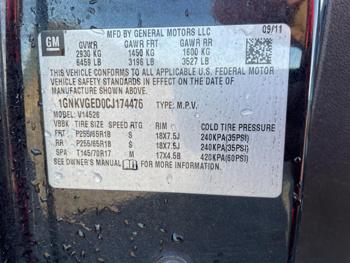 MFD BY GENERAL MOTORS LLC 09/11
GM GVWR GAWR FRT GAWR RR
2930 KG 1450 KG 1600 KG
6459 LB 3196 LB 3527 LB
THIS VEHICLE CONFORMS TO ALL APPLICABLE U.S. FEDERAL MOTOR
VEHICLE SAFETY STANDARDS IN EFFECT ON THE DATE OF
MANUFACTURE SHOWN ABOVE.
1GNKVGED0CJ174476 TYPE: M.P.V.
MODEL: V14526
VBBK TIRE SIZE SPEED RTG RIM COLD TIRE PRESSURE
FRT P255/65R18 S 18X7.5J 240KPA(35PSI)
RR P255/65R18 S 18X7.5J 240KPA(35PSI)
SPA T145/70R17 M 17X4.5B 420KPA(60PSI)
SEE OWNER'S MANUAL FOR MORE INFORMATION.